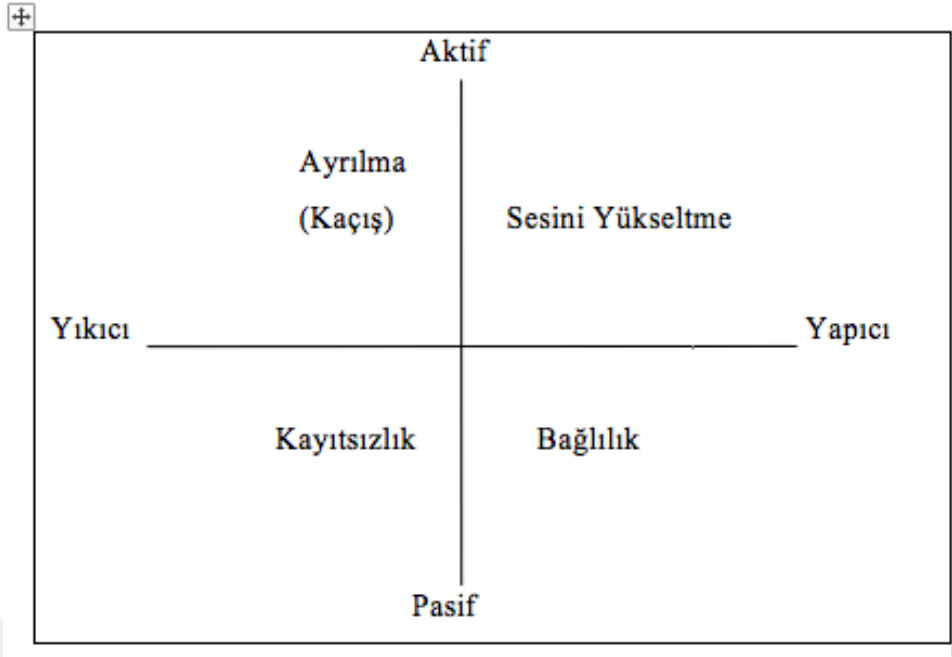 Aktif
Ayrılma
(Kaçış)
Sesini Yükseltme
Yıkıcı
Yapıcı
Kayıtsızlık
Bağlılık
Pasif